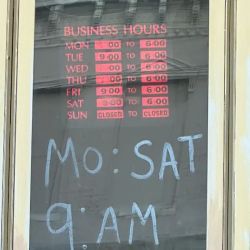 BUSINESS HOURS
MON 9:00 TO 6:00
TUE 9:00 TO 6:00
WED :00 TO 6:00
THU :00 TO 6:00
FRI 9:00 TO 6:00
SAT 9:00 TO 6:00
SUN CLOSED TO CLOSED
MO:SAT
9:AM